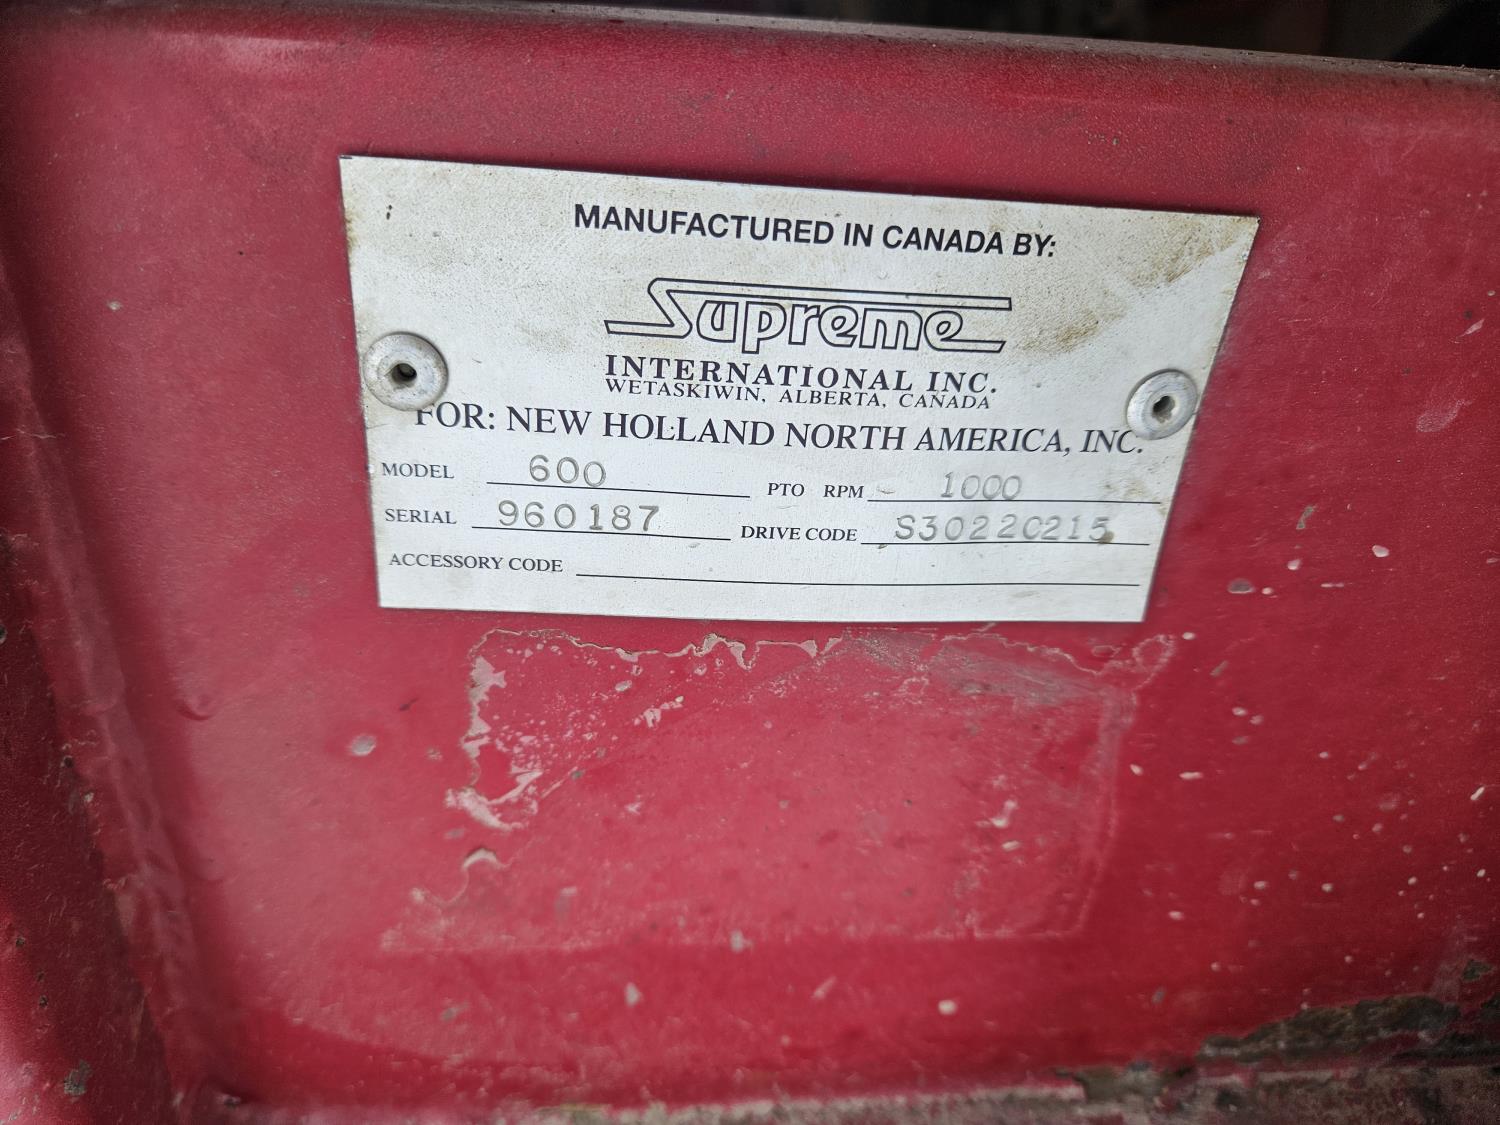 MANUFACTURED IN CANADA BY:
Supreme
INTERNATIONAL INC.
WETASKIWIN, ALBERTA, CANADA
FOR: NEW HOLLAND NORTH AMERICA, INC.
MODEL 600 PTO RPM 1000
SERIAL 960187 DRIVE CODE S3022C215
ACCESSORY CODE